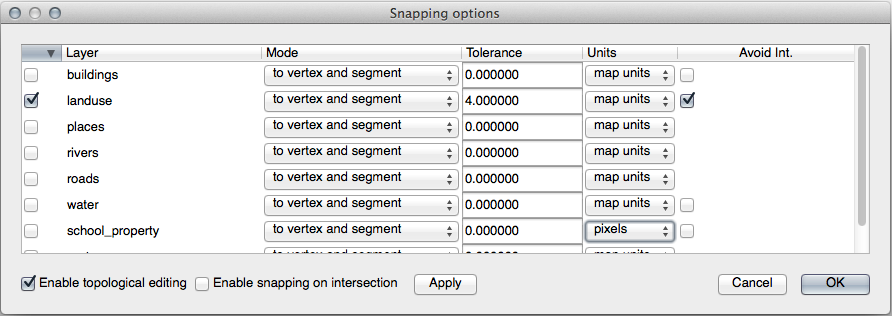 Snapping options
Layer Mode Tolerance Units Avoid Int.
buildings to vertex and segment 0.000000 map units
landuse to vertex and segment 4.000000 map units
places to vertex and segment 0.000000 map units
rivers to vertex and segment 0.000000 map units
roads to vertex and segment 0.000000 map units
water to vertex and segment 0.000000 map units
school_property to vertex and segment 0.000000 pixels
Enable topological editing Enable snapping on intersection Apply Cancel OK